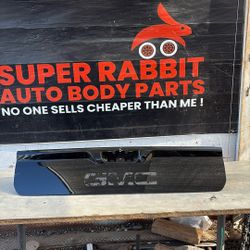 SUPER RABBIT
AUTO BODY PARTS
NO ONE SELLS CHEAPER THAN ME !
GMC